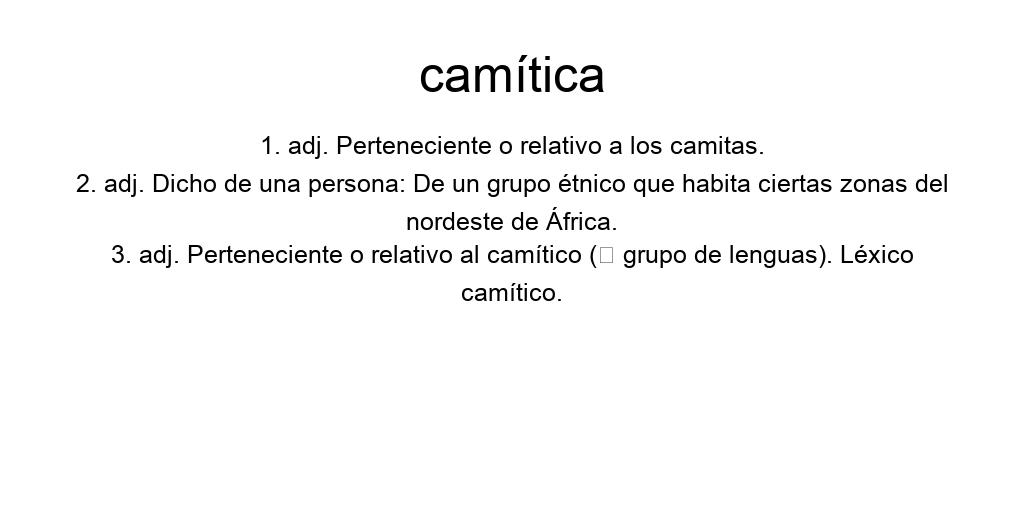 camítica
1. adj. Perteneciente o relativo a los camitas.
2. adj. Dicho de una persona: De un grupo étnico que habita ciertas zonas del
nordeste de África.
3. adj. Perteneciente o relativo al camítico (□ grupo de lenguas). Léxico
camítico.